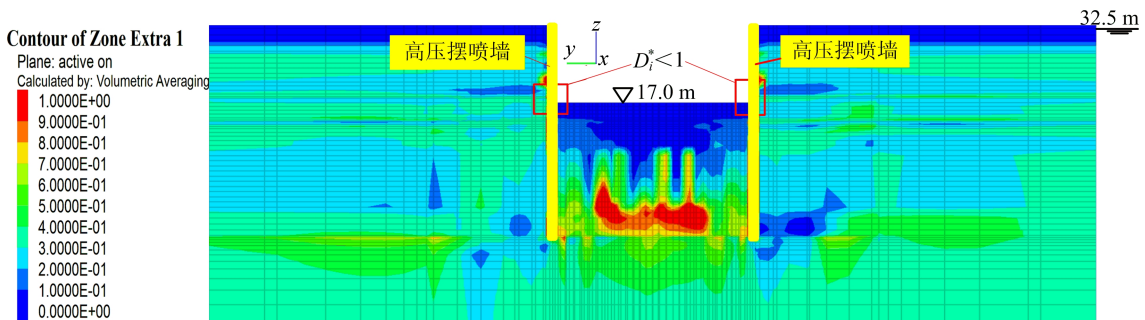 Contour of Zone Extra 1
Plane: active on
Calculated by: Volumetric Averaging
1.0000E+00
9.0000E-01
8.0000E-01
7.0000E-01
6.0000E-01
5.0000E-01
4.0000E-01
3.0000E-01
2.0000E-01
1.0000E-01
0.0000E+00
高压摆喷墙
z
y
x
D_i^*<1
17.0 m
高压摆喷墙
32.5 m